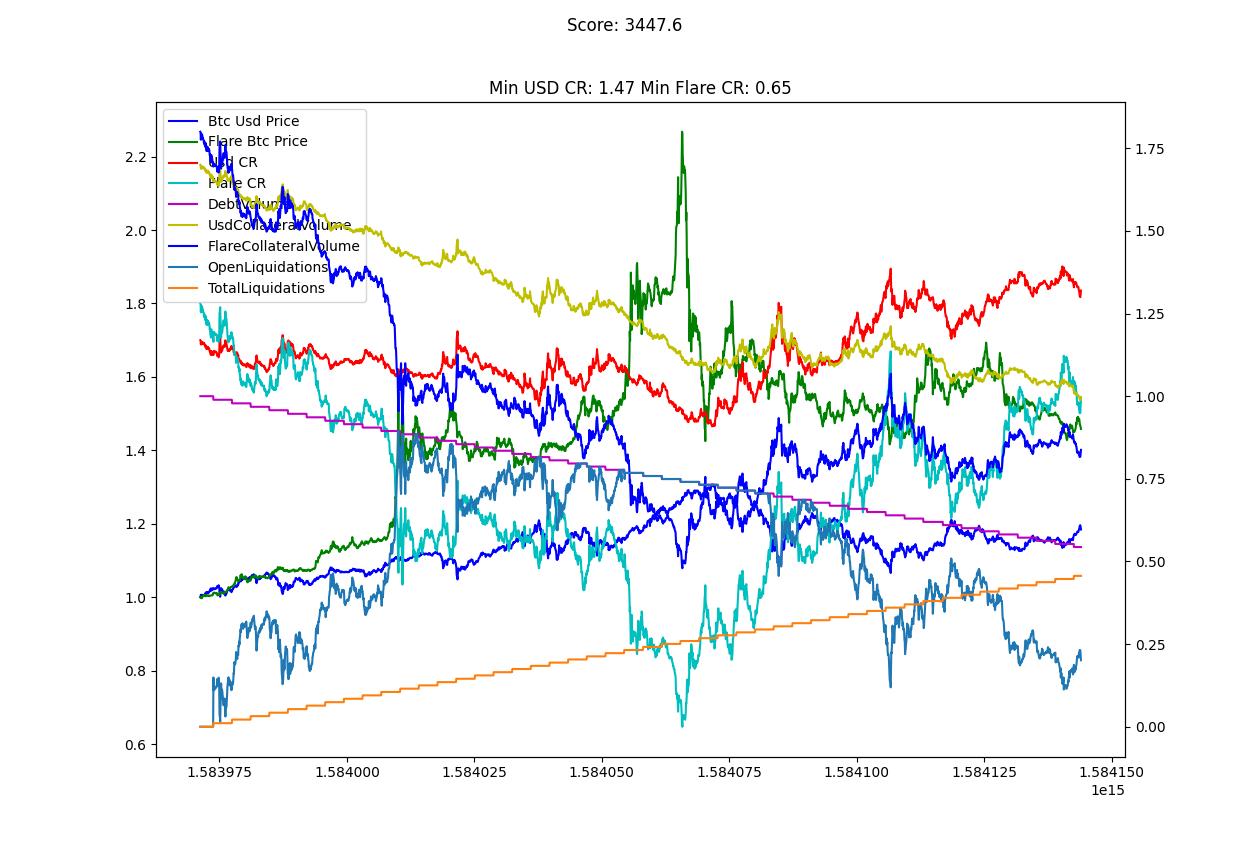 Score: 3447.6
Min USD CR: 1.47 Min Flare CR: 0.65
Btc Usd Price
Flare Btc Price
Usd CR
Flare CR
DebtVolume
UsdCollateralVolume
FlareCollateralVolume
OpenLiquidations
TotalLiquidations
2.2
2.0
1.8
1.6
1.4
1.2
1.0
0.8
0.6
1.75
1.50
1.25
1.00
0.75
0.50
0.25
0.00
1.583975 1.584000 1.584025 1.584050 1.584075 1.584100 1.584125 1.584150
1e15